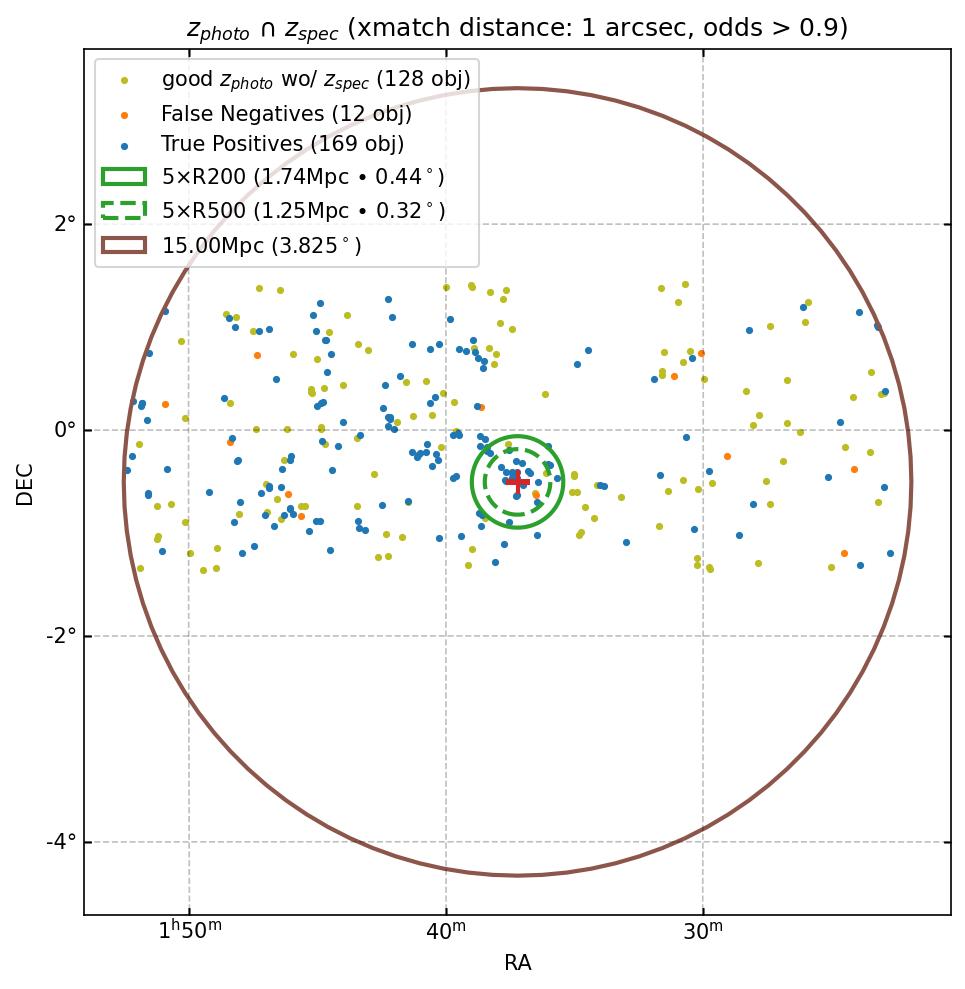 z_photo ∩ z_spec (xmatch distance: 1 arcsec, odds > 0.9)
good z_photo wo/ z_spec (128 obj)
False Negatives (12 obj)
True Positives (169 obj)
5×R200 (1.74Mpc • 0.44°)
5×R500 (1.25Mpc • 0.32°)
15.00Mpc (3.825°)
2°
0°
-2°
-4°
DEC
1ʰ50ᵐ
40ᵐ
30ᵐ
RA